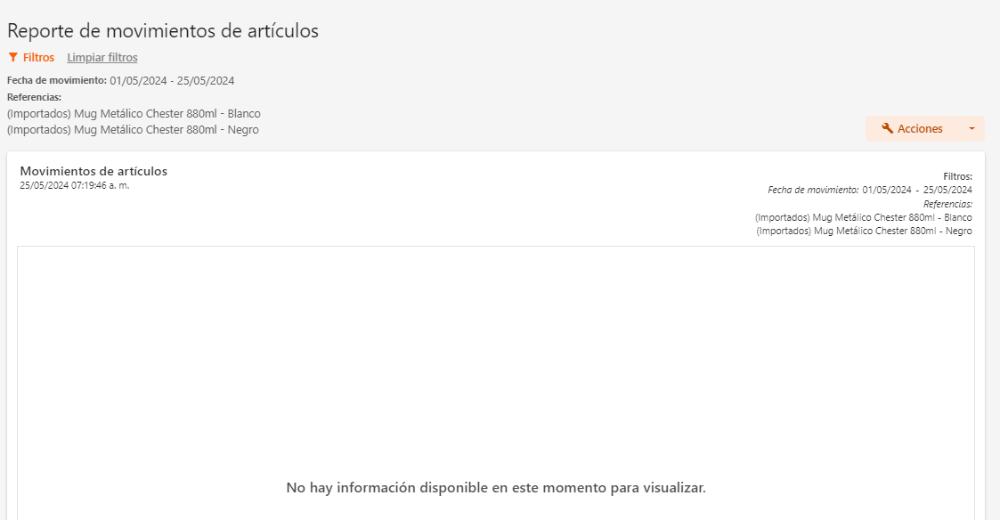 Reporte de movimientos de artículos
Filtros Limpiar filtros
Fecha de movimiento: 01/05/2024 - 25/05/2024
Referencias:
(Importados) Mug Metálico Chester 880ml - Blanco
(Importados) Mug Metálico Chester 880ml - Negro
Acciones
Movimientos de artículos
25/05/2024 07:19:46 a. m.
Filtros:
Fecha de movimiento: 01/05/2024 - 25/05/2024
Referencias:
(Importados) Mug Metálico Chester 880ml - Blanco
(Importados) Mug Metálico Chester 880ml - Negro
No hay información disponible en este momento para visualizar.